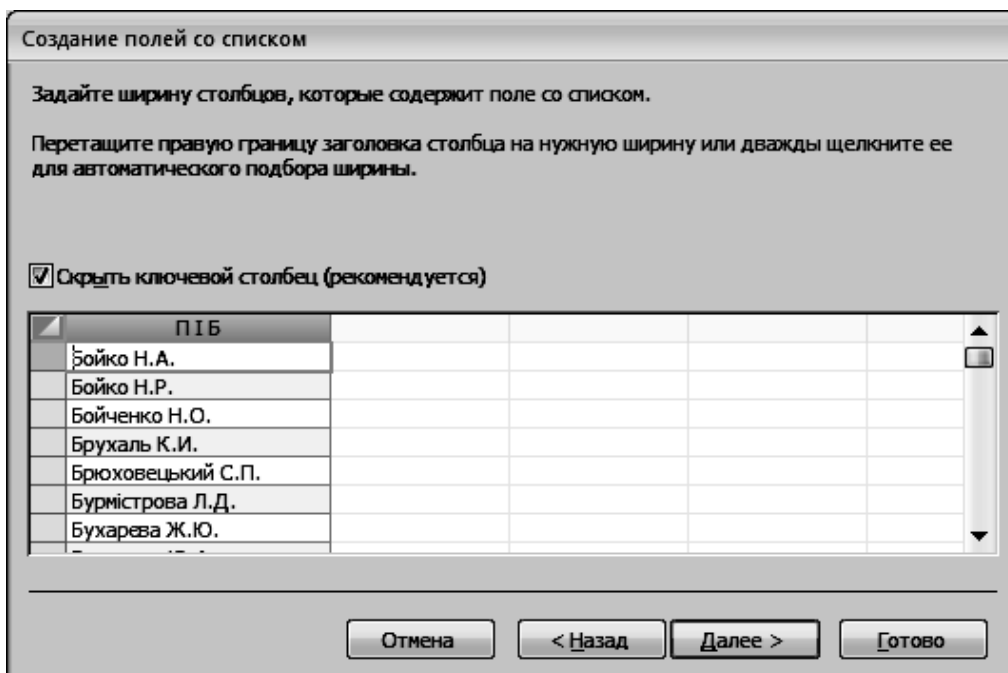 Создание полей со списком
Задайте ширину столбцов, которые содержит поле со списком.
Перетащите правую границу заголовка столбца на нужную ширину или дважды щелкните ее
для автоматического подбора ширины.
Скрыть ключевой столбец (рекомендуется)
ПІБ
Бойко Н.А.
Бойко Н.Р.
Бойченко Н.О.
Брухаль К.И.
Брюховецький С.П.
Бурмістрова Л.Д.
Бухарєва Ж.Ю.
Отмена < Назад Далее > Готово